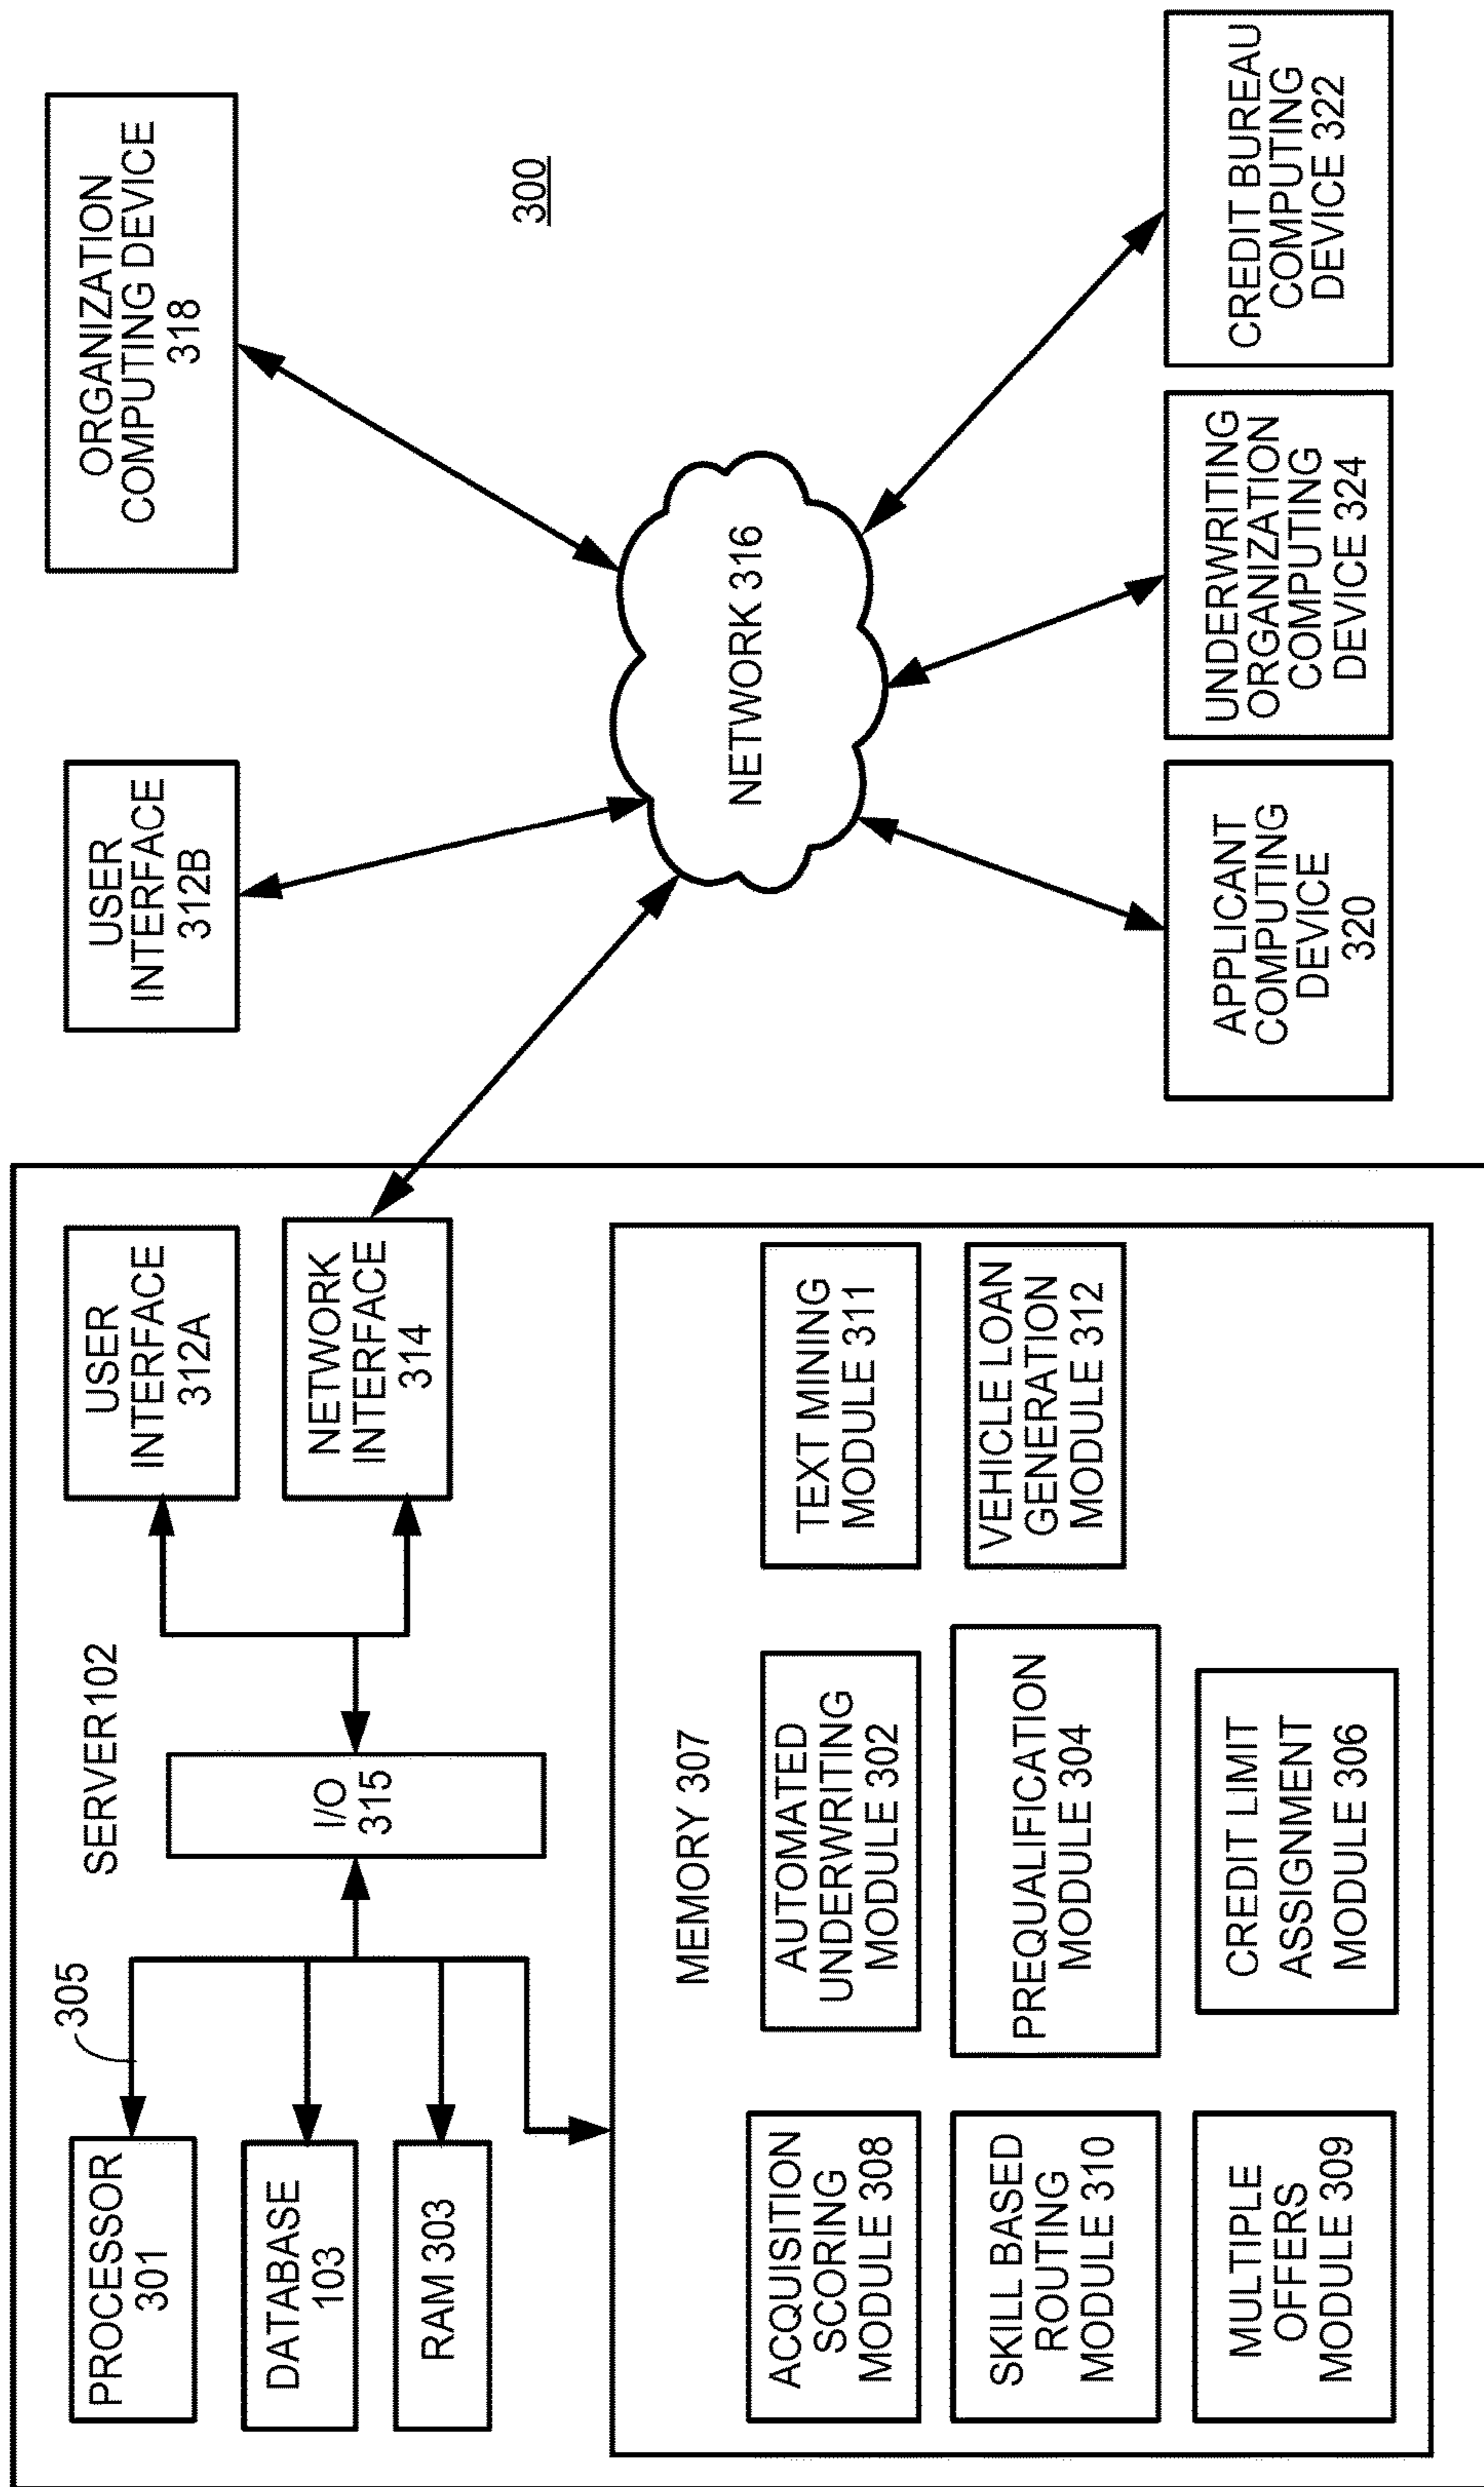 SERVER102
305
PROCESSOR
301
DATABASE
103
RAM 303
I/O
315
USER
INTERFACE
312A
NETWORK
INTERFACE
314
MEMORY 307
ACQUISITION
SCORING
MODULE 308
AUTOMATED
UNDERWRITING
MODULE 302
TEXT MINING
MODULE 311
SKILL BASED
ROUTING
MODULE 310
PREQUALIFICATION
MODULE 304
VEHICLE LOAN
GENERATION
MODULE 312
MULTIPLE
OFFERS
MODULE 309
CREDIT LIMIT
ASSIGNMENT
MODULE 306
USER
INTERFACE
312B
ORGANIZATION
COMPUTING DEVICE
318
300
NETWORK 316
APPLICANT
COMPUTING
DEVICE
320
UNDERWRITING
ORGANIZATION
COMPUTING
DEVICE 324
CREDIT BUREAU
COMPUTING
DEVICE 322